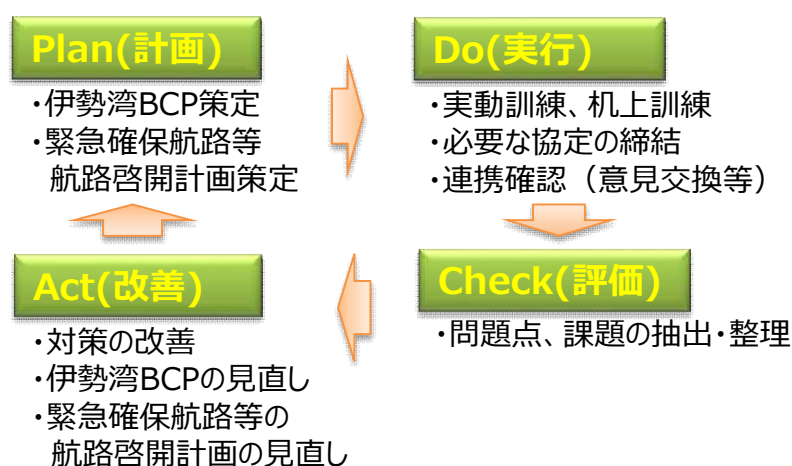 Plan(計画)
・伊勢湾BCP策定
・緊急確保航路等
航路啓開計画策定
Do(実行)
・実動訓練、机上訓練
・必要な協定の締結
・連携確認（意見交換等）
Check(評価)
・問題点、課題の抽出・整理
Act(改善)
・対策の改善
・伊勢湾BCPの見直し
・緊急確保航路等の
航路啓開計画の見直し